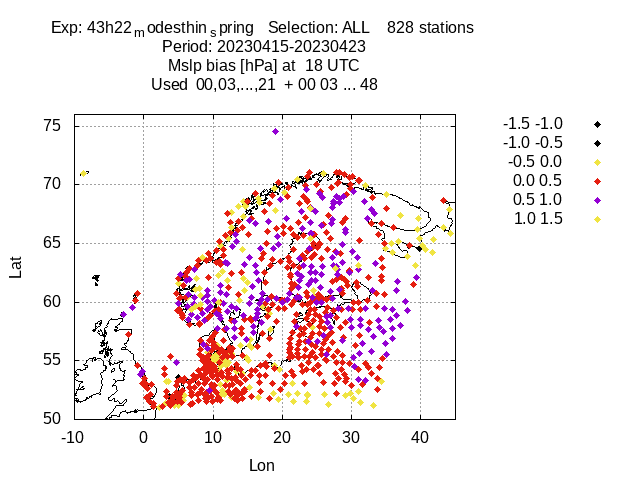 Exp: 43h22modesthinspring   Selection: ALL    828 stations
Period: 20230415-20230423
Mslp bias [hPa] at  18 UTC
Used  00,03,...,21  + 00 03 ... 48
-1.5 -1.0
-1.0 -0.5
-0.5 0.0
0.0 0.5
0.5 1.0
1.0 1.5
75
70
65
60
55
50
Lat
-10 0 10 20 30 40
Lon